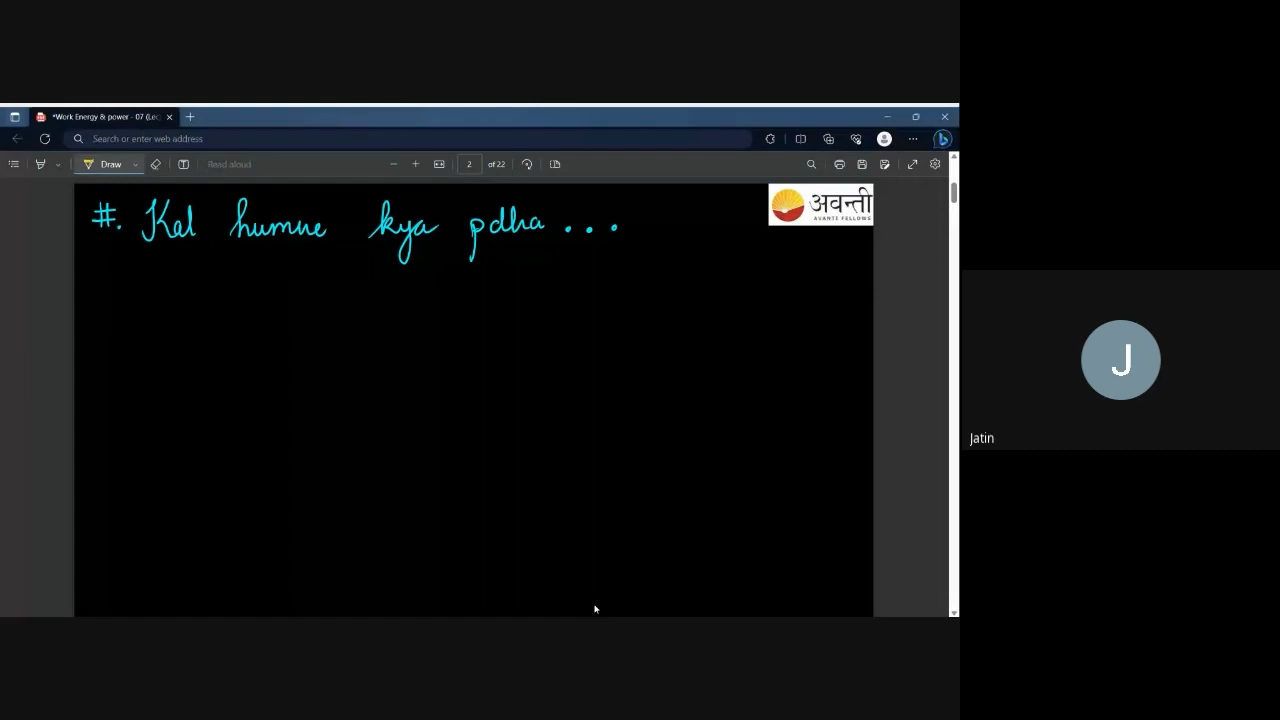 *Work Energy & power - 07 (Lec
Search or enter web address
Draw
Read aloud
2 of 22
#. Kal humne kya pdha ...
अवन्ती
AVANTI FELLOWS
J
Jatin